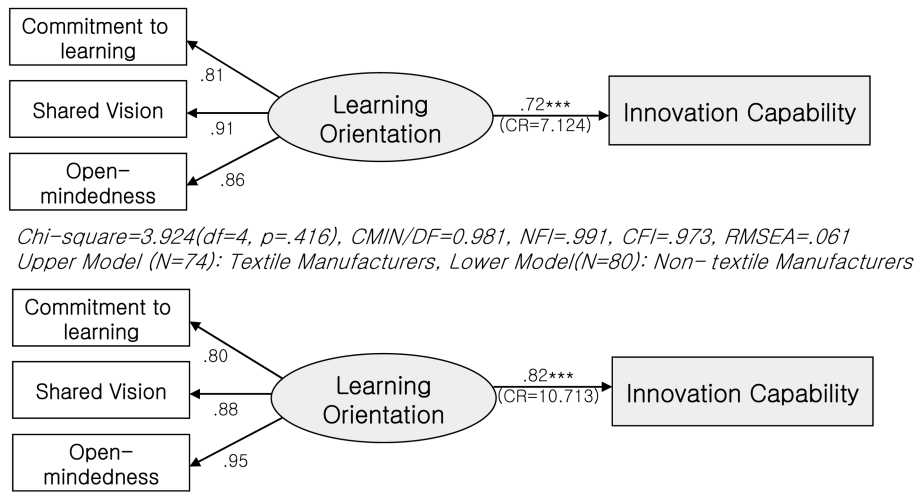 Commitment to
learning
.81
Shared Vision
.91
Open-
mindedness
.86
Learning
Orientation
.72***
(CR=7.124)
Innovation Capability
Chi-square=3.924(df=4, p=.416), CMIN/DF=0.981, NFI=.991, CFI=.973, RMSEA=.061
Upper Model (N=74): Textile Manufacturers, Lower Model(N=80): Non- textile Manufacturers
Commitment to
learning
.80
Shared Vision
.88
Open-
mindedness
.95
Learning
Orientation
.82***
(CR=10.713)
Innovation Capability